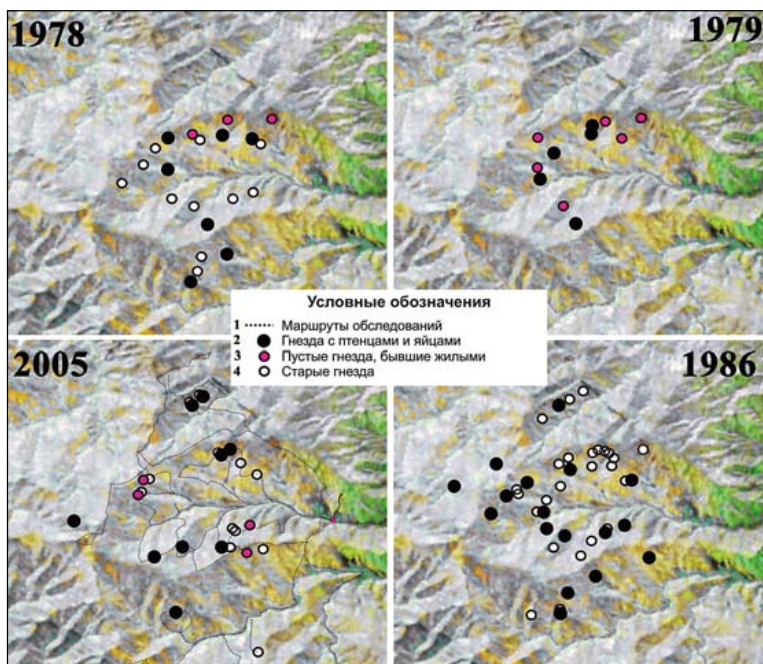 1978
1979
Условные обозначения
1 Маршруты обследований
2 Гнезда с птенцами и яйцами
3 Пустые гнезда, бывшие жилыми
4 Старые гнезда
2005
1986